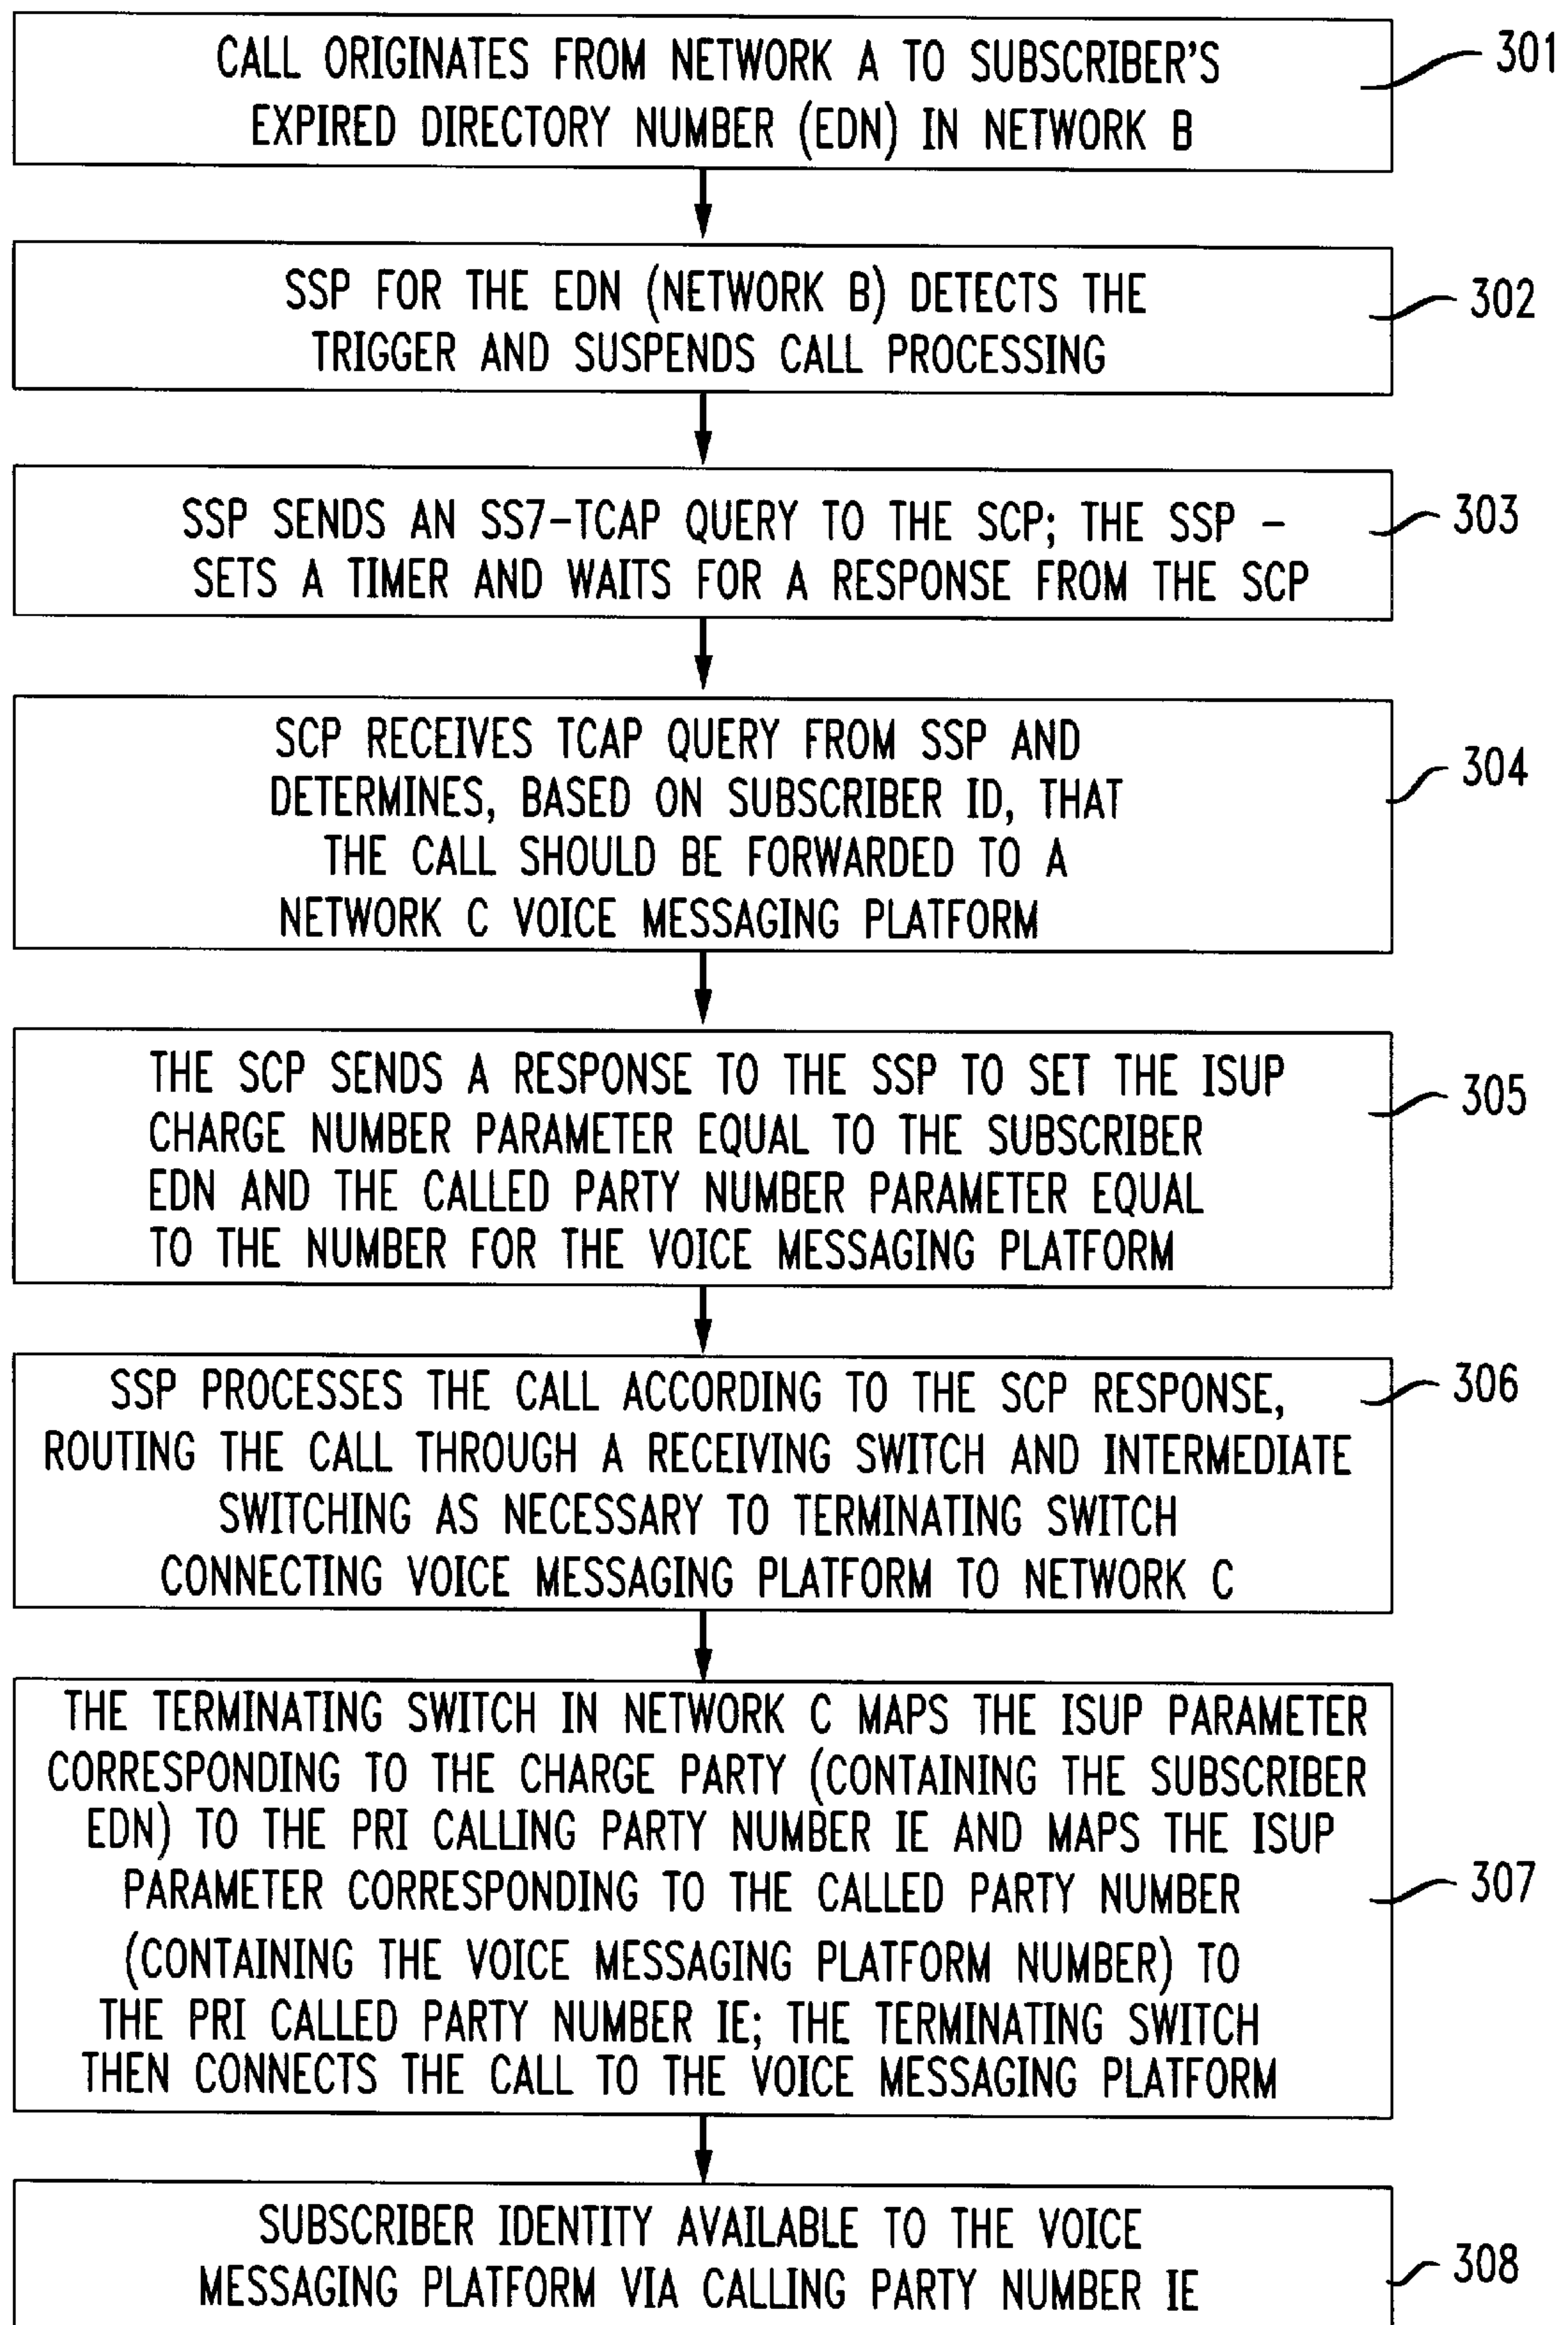 CALL ORIGINATES FROM NETWORK A TO SUBSCRIBER'S
EXPIRED DIRECTORY NUMBER (EDN) IN NETWORK B
301
SSP FOR THE EDN (NETWORK B) DETECTS THE
TRIGGER AND SUSPENDS CALL PROCESSING
302
SSP SENDS AN SS7-TCAP QUERY TO THE SCP; THE SSP -
SETS A TIMER AND WAITS FOR A RESPONSE FROM THE SCP
303
SCP RECEIVES TCAP QUERY FROM SSP AND
DETERMINES, BASED ON SUBSCRIBER ID, THAT
THE CALL SHOULD BE FORWARDED TO A
NETWORK C VOICE MESSAGING PLATFORM
304
THE SCP SENDS A RESPONSE TO THE SSP TO SET THE ISUP
CHARGE NUMBER PARAMETER EQUAL TO THE SUBSCRIBER
EDN AND THE CALLED PARTY NUMBER PARAMETER EQUAL
TO THE NUMBER FOR THE VOICE MESSAGING PLATFORM
305
SSP PROCESSES THE CALL ACCORDING TO THE SCP RESPONSE,
ROUTING THE CALL THROUGH A RECEIVING SWITCH AND INTERMEDIATE
SWITCHING AS NECESSARY TO TERMINATING SWITCH
CONNECTING VOICE MESSAGING PLATFORM TO NETWORK C
306
THE TERMINATING SWITCH IN NETWORK C MAPS THE ISUP PARAMETER
CORRESPONDING TO THE CHARGE PARTY (CONTAINING THE SUBSCRIBER
EDN) TO THE PRI CALLING PARTY NUMBER IE AND MAPS THE ISUP
PARAMETER CORRESPONDING TO THE CALLED PARTY NUMBER
(CONTAINING THE VOICE MESSAGING PLATFORM NUMBER) TO
THE PRI CALLED PARTY NUMBER IE; THE TERMINATING SWITCH
THEN CONNECTS THE CALL TO THE VOICE MESSAGING PLATFORM
307
SUBSCRIBER IDENTITY AVAILABLE TO THE VOICE
MESSAGING PLATFORM VIA CALLING PARTY NUMBER IE
308